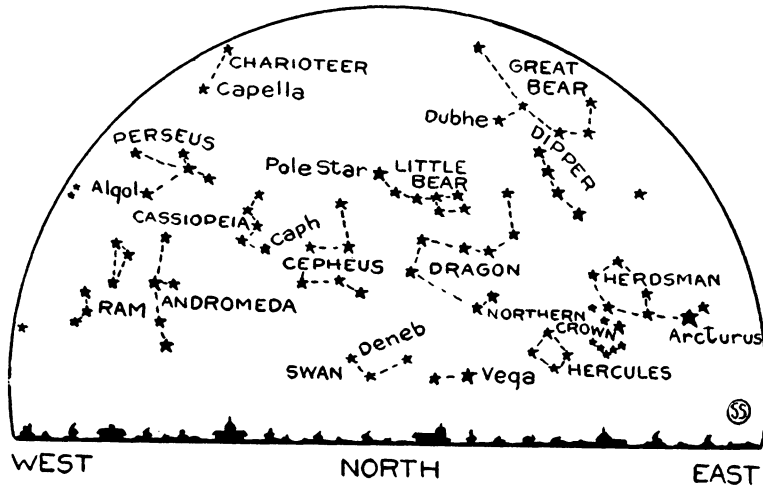 CHARIOTEER
Capella
GREAT
BEAR
Dubhe
DIPPER
PERSEUS
Pole Star
LITTLE
BEAR
Algol
CASSIOPEIA
Caph
CEPHEUS
DRAGON
HERDSMAN
RAM
ANDROMEDA
NORTHERN
CROWN
Arcturus
Deneb
SWAN
Vega
HERCULES
SS
WEST
NORTH
EAST